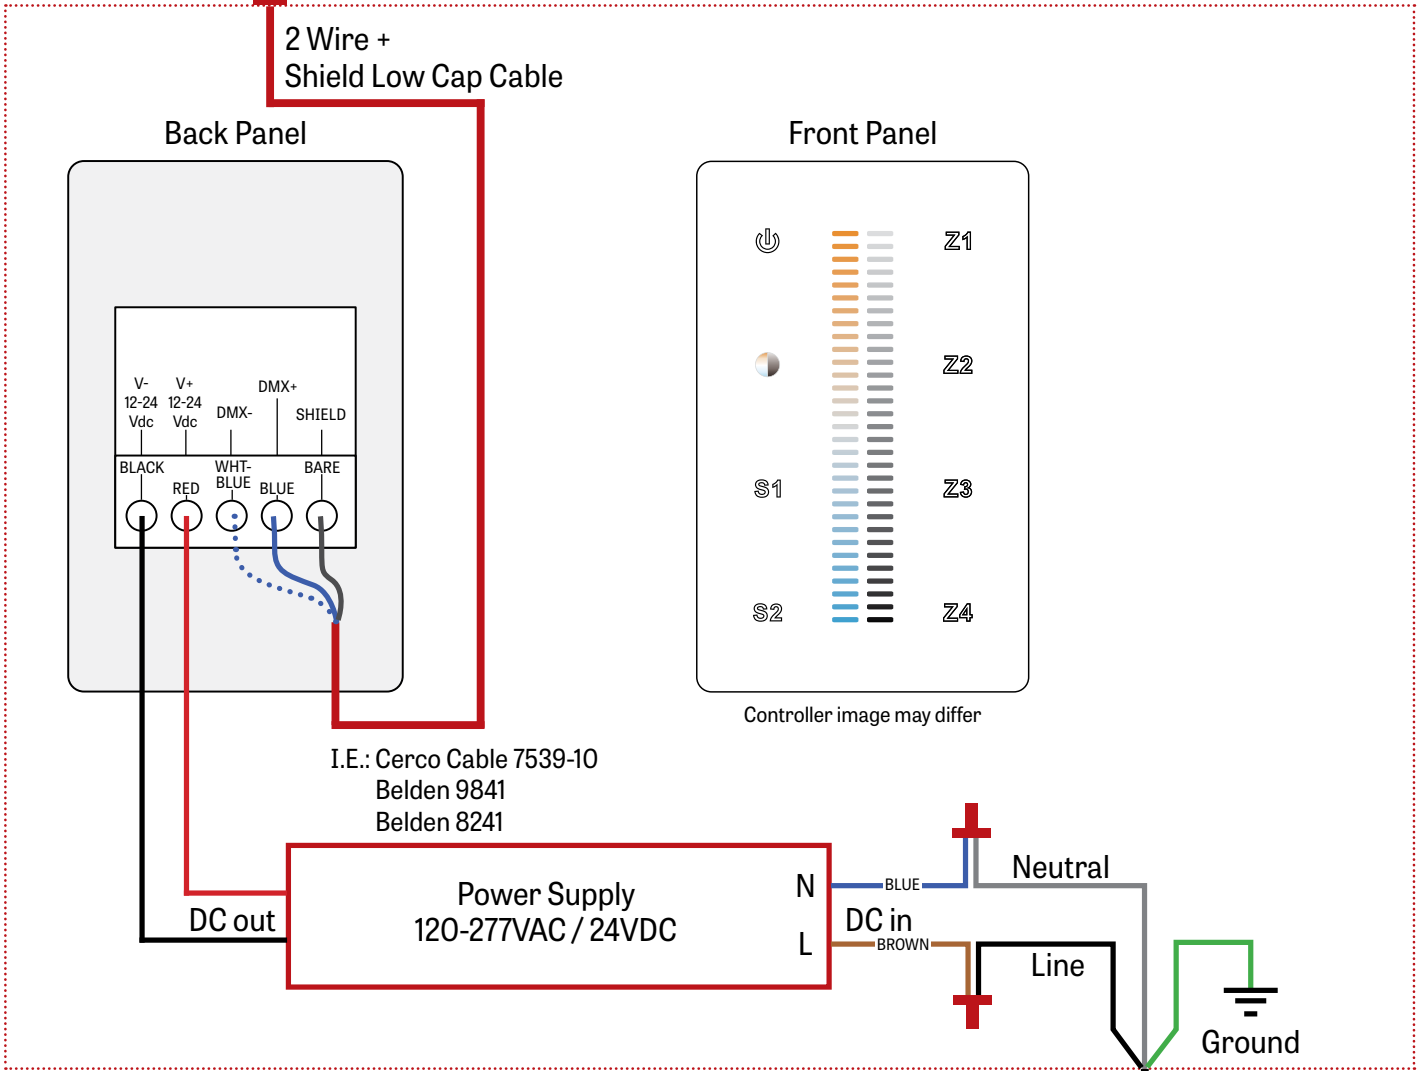 2 Wire +
Shield Low Cap Cable
Back Panel
Front Panel
V-
12-24
Vdc
V+
12-24
Vdc
DMX-
DMX+
SHIELD
BLACK
RED
WHT-
BLUE
BLUE
BARE
Z1
Z2
S1
Z3
S2
Z4
Controller image may differ
I.E.: Cerco Cable 7539-10
Belden 9841
Belden 8241
Power Supply
120-277VAC / 24VDC
DC out
N
L
BLUE
DC in
BROWN
Neutral
Line
Ground